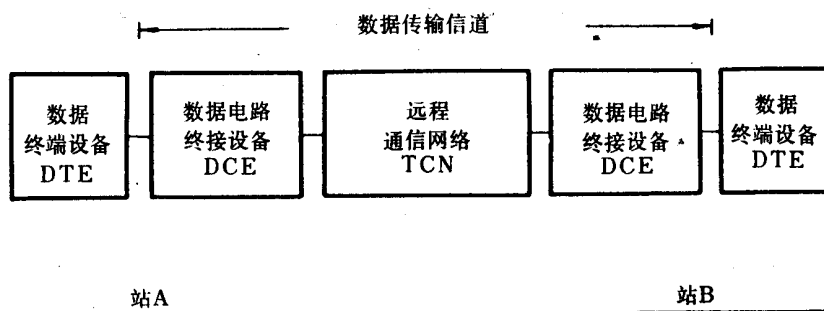 数据传输信道
数据
终端设备
DTE
数据电路
终接设备
DCE
远程
通信网络
TCN
数据电路
终接设备
DCE
数据
终端设备
DTE
站A
站B